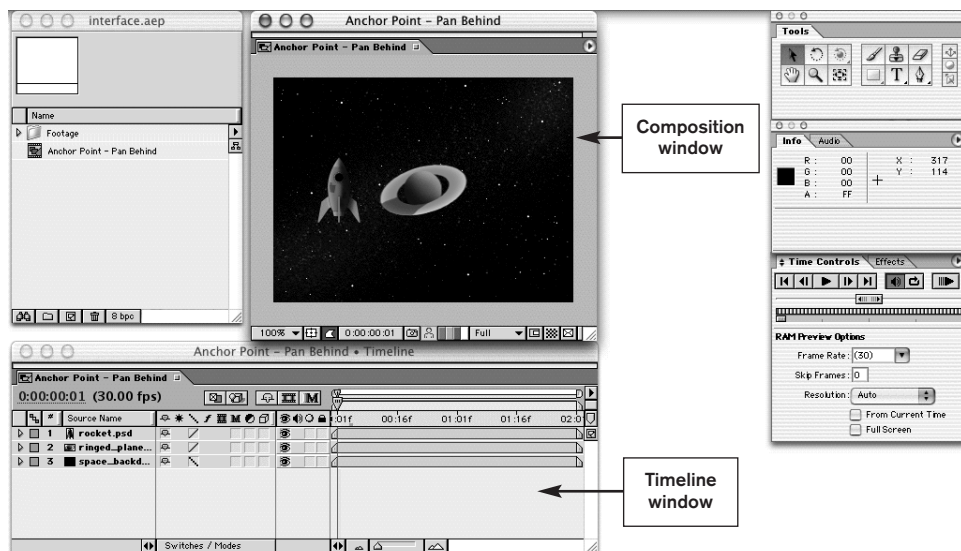 interface.aep
Name
Footage
Anchor Point – Pan Behind
8 bpc
Anchor Point – Pan Behind
Anchor Point – Pan Behind
100%
0:00:00:01
Full
Composition
window
Tools
T
Info
Audio
R : 00
G : 00
B : 00
A : FF
X : 317
Y : 114
Time Controls
Effects
RAM Preview Options
Frame Rate: (30)
Skip Frames: 0
Resolution: Auto
From Current Time
Full Screen
Anchor Point – Pan Behind • Timeline
Anchor Point – Pan Behind
0:00:00:01 (30.00 fps)
M
# Source Name
M
:01f 00:16f 01:01f 01:16f 02:0
1 rocket.psd
2 ringed_plane...
3 space_backd...
Switches / Modes
Timeline
window